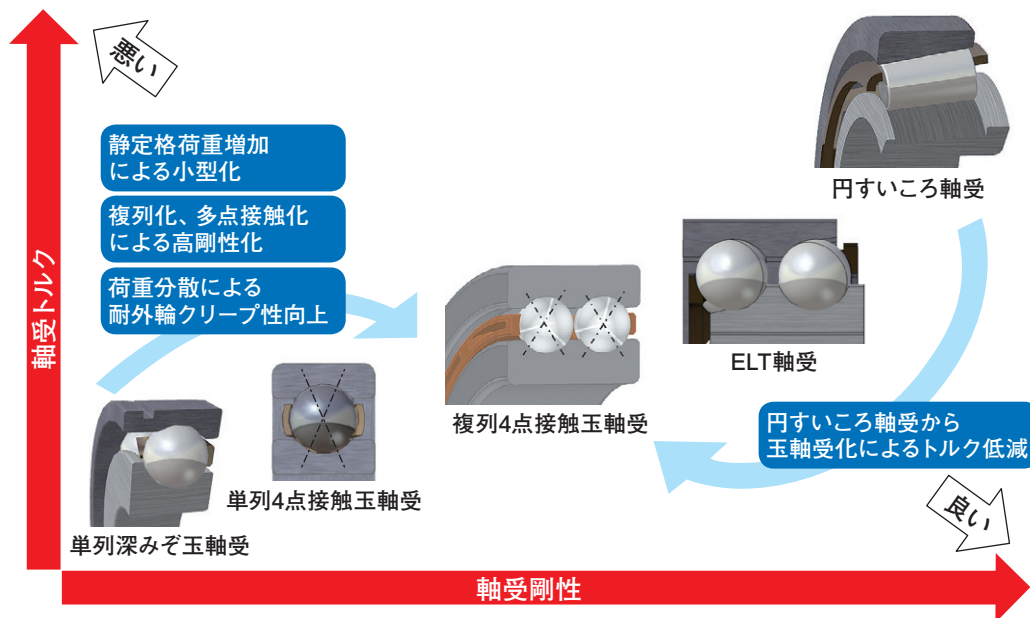 悪い
静定格荷重増加
による小型化
複列化、多点接触化
による高剛性化
荷重分散による
耐外輪クリープ性向上
円すいころ軸受
ELT軸受
複列4点接触玉軸受
円すいころ軸受から
玉軸受化によるトルク低減
単列4点接触玉軸受
単列深みぞ玉軸受
良い
軸受トルク
軸受剛性